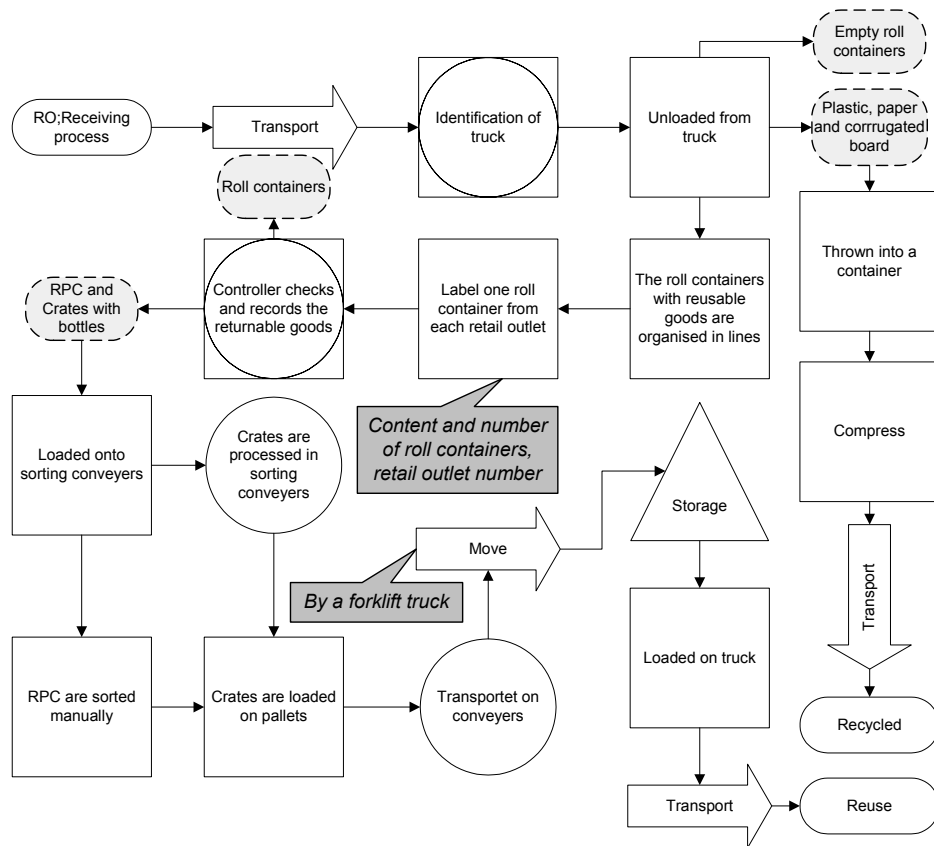 Empty roll
containers
RO;Receiving
process
Transport
Identification of
truck
Unloaded from
truck
Plastic, paper
and corrrugated
board
Roll containers
RPC and
Crates with
bottles
Controller checks
and records the
returnable goods
Label one roll
container from
each retail outlet
The roll containers
with reusable
goods are
organised in lines
Thrown into a
container
Content and number
of roll containers,
retail outlet number
Loaded onto
sorting conveyers
Crates are
processed in
sorting
conveyers
Compress
Storage
Move
By a forklift truck
Transport
RPC are sorted
manually
Crates are loaded
on pallets
Transportet on
conveyers
Loaded on truck
Recycled
Transport
Reuse